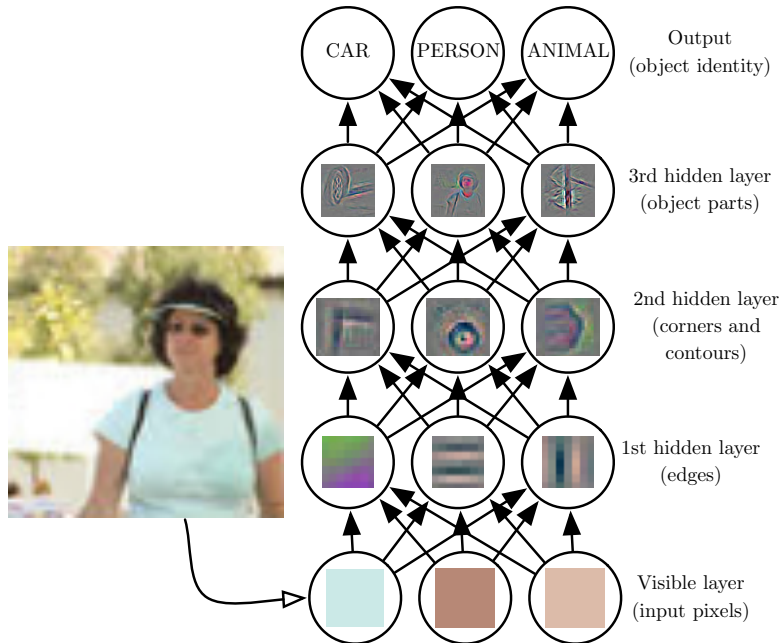 CAR PERSON ANIMAL
Output
(object identity)
3rd hidden layer
(object parts)
2nd hidden layer
(corners and
contours)
1st hidden layer
(edges)
Visible layer
(input pixels)